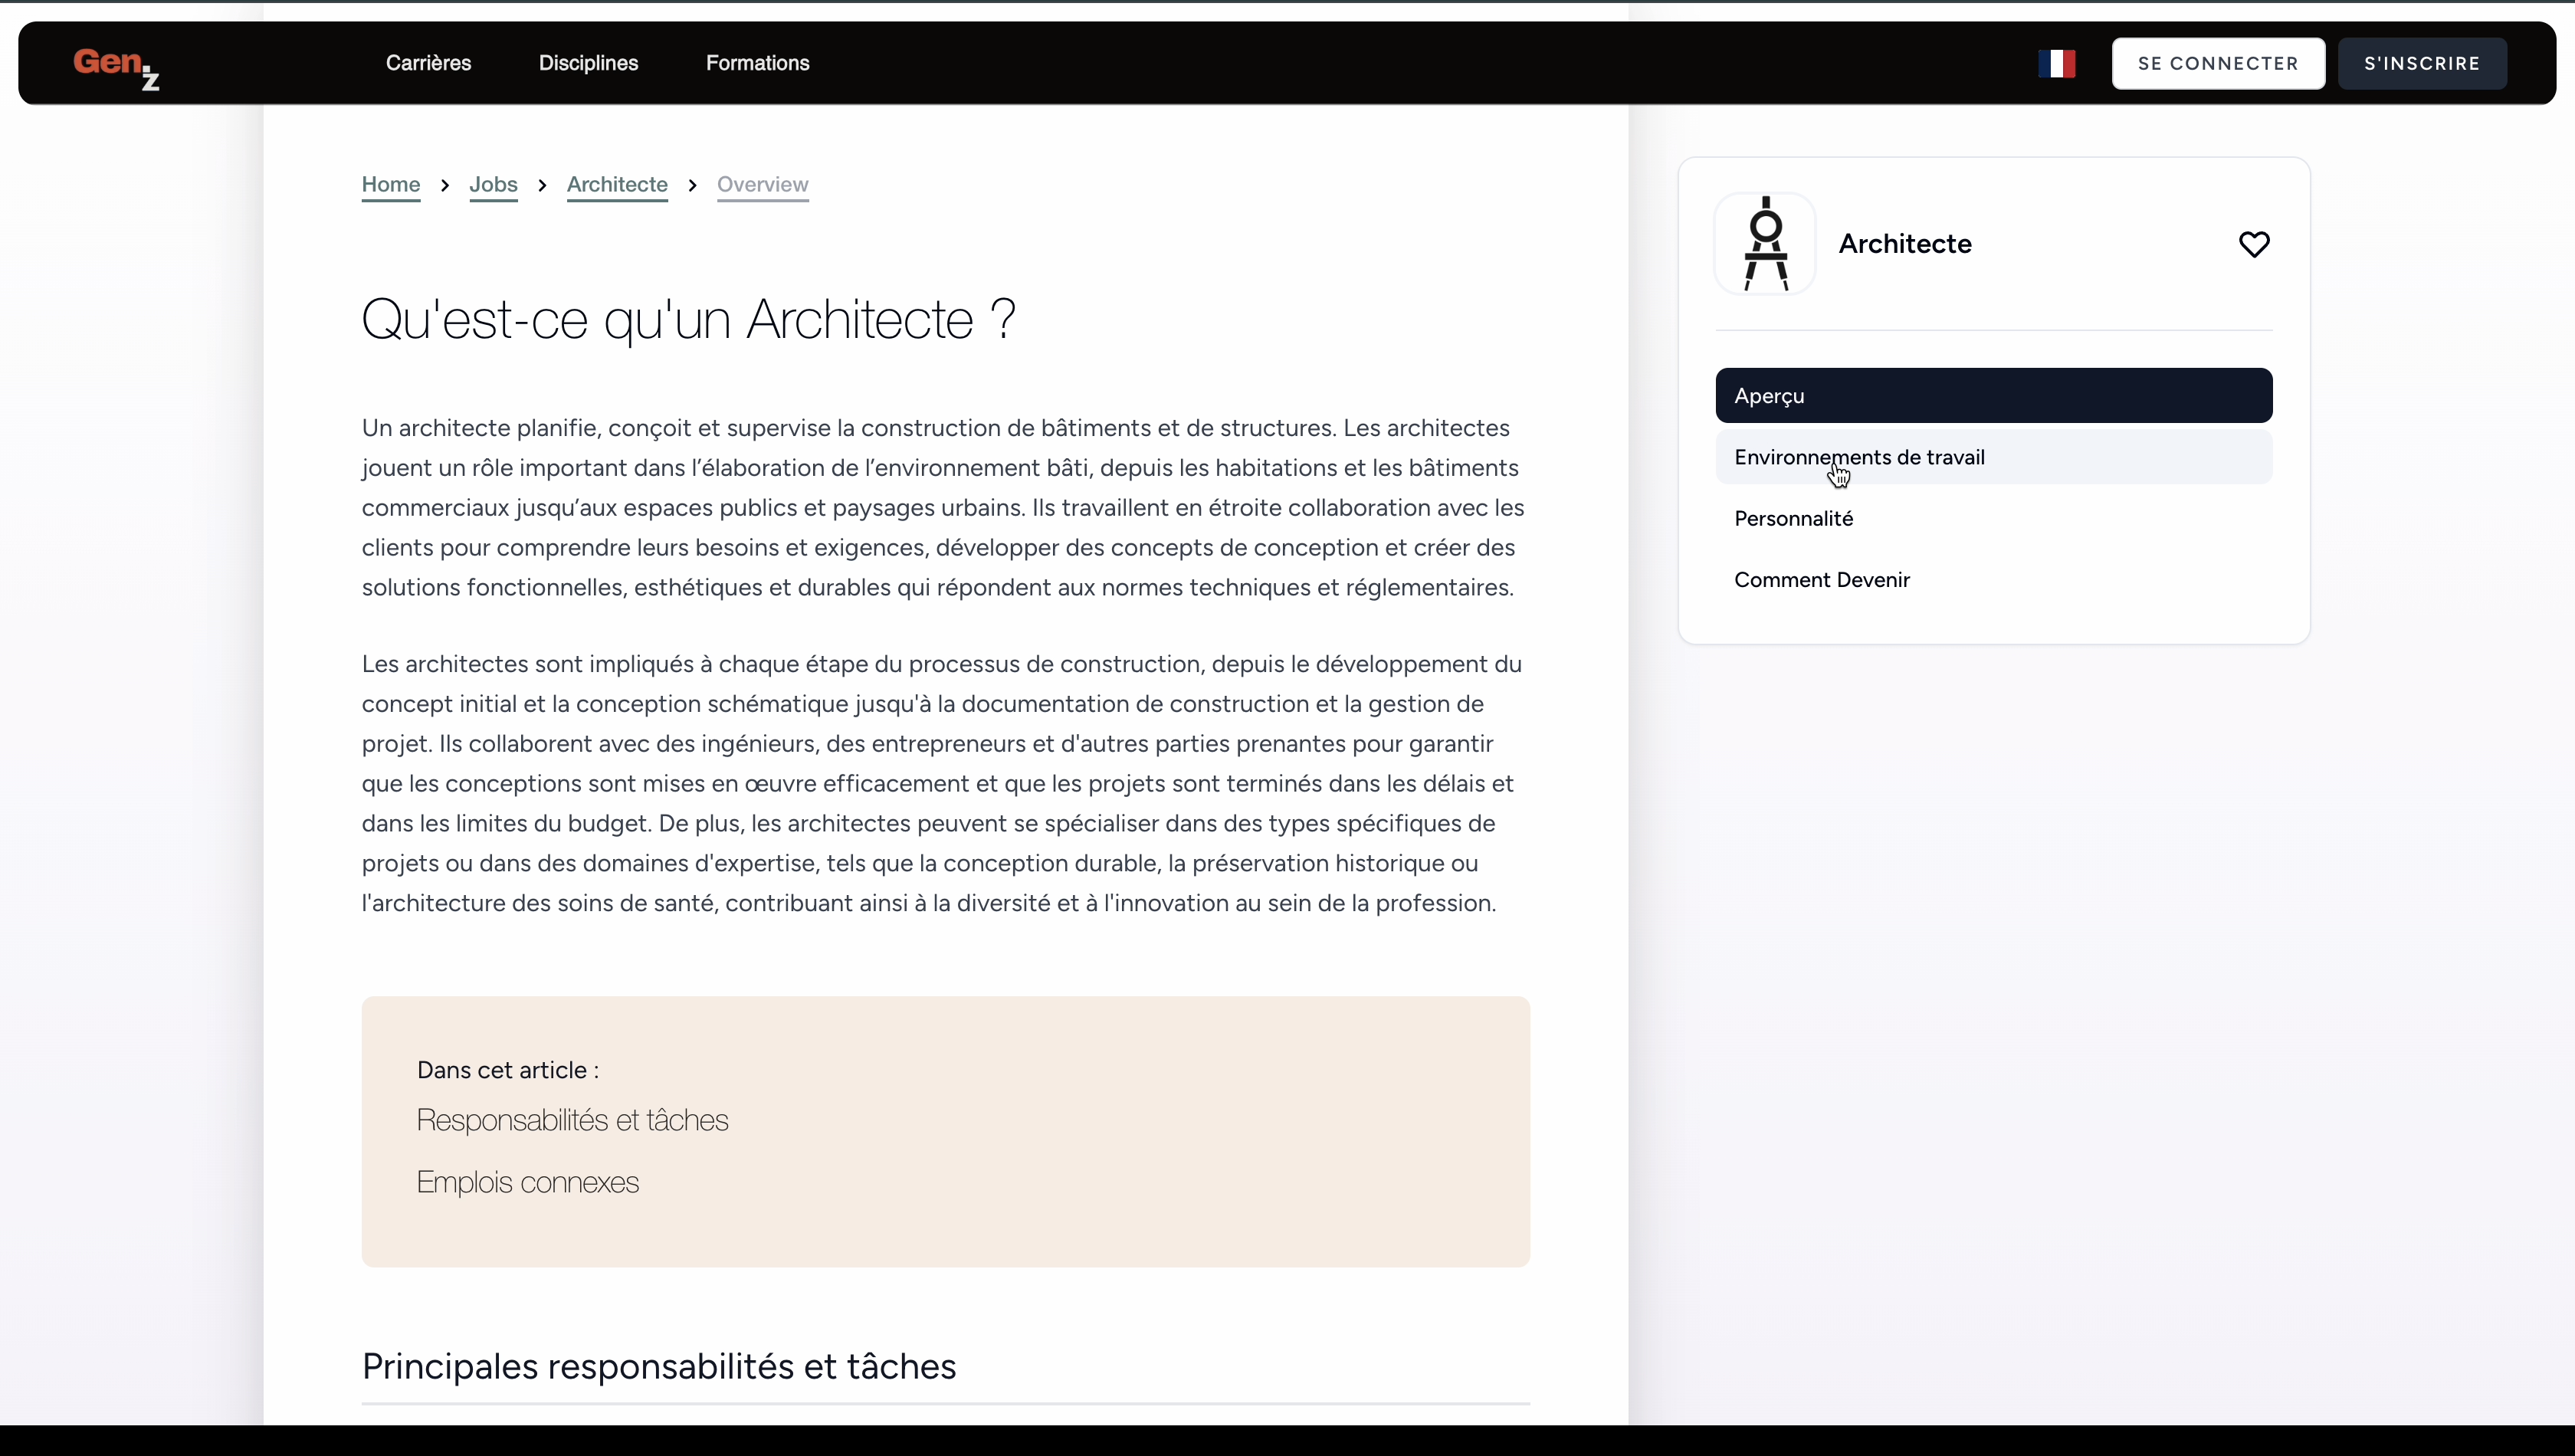 Gen.z
Carrières
Disciplines
Formations
SE CONNECTER
S'INSCRIRE
Home > Jobs > Architecte > Overview
Qu'est-ce qu'un Architecte ?
Un architecte planifie, conçoit et supervise la construction de bâtiments et de structures. Les architectes
jouent un rôle important dans l’élaboration de l’environnement bâti, depuis les habitations et les bâtiments
commerciaux jusqu’aux espaces publics et paysages urbains. Ils travaillent en étroite collaboration avec les
clients pour comprendre leurs besoins et exigences, développer des concepts de conception et créer des
solutions fonctionnelles, esthétiques et durables qui répondent aux normes techniques et réglementaires.
Les architectes sont impliqués à chaque étape du processus de construction, depuis le développement du
concept initial et la conception schématique jusqu'à la documentation de construction et la gestion de
projet. Ils collaborent avec des ingénieurs, des entrepreneurs et d'autres parties prenantes pour garantir
que les conceptions sont mises en œuvre efficacement et que les projets sont terminés dans les délais et
dans les limites du budget. De plus, les architectes peuvent se spécialiser dans des types spécifiques de
projets ou dans des domaines d'expertise, tels que la conception durable, la préservation historique ou
l'architecture des soins de santé, contribuant ainsi à la diversité et à l'innovation au sein de la profession.
Dans cet article :
Responsabilités et tâches
Emplois connexes
Principales responsabilités et tâches
Architecte
Aperçu
Environnements de travail
Personnalité
Comment Devenir